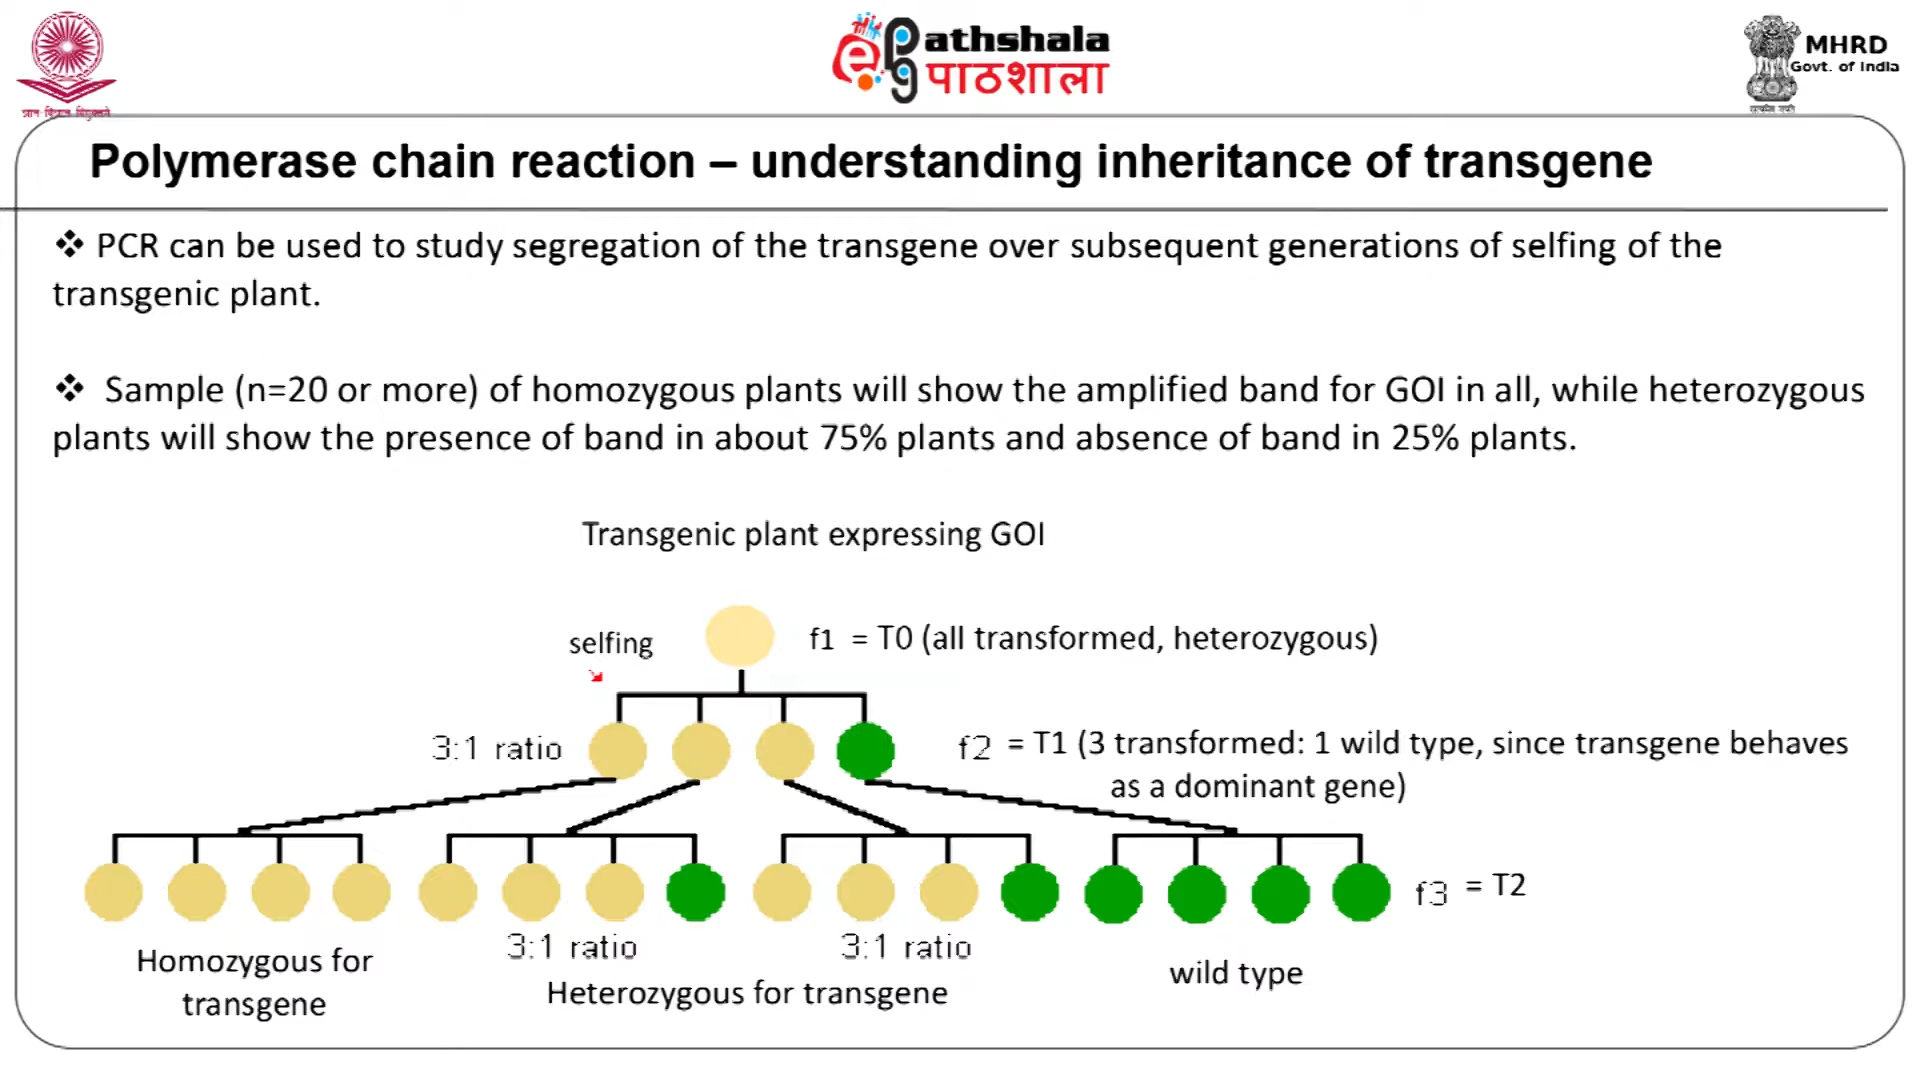 ज्ञान-विज्ञान विमुक्तये
ePG athshala
पाठशाला
MHRD
Govt. of India
Polymerase chain reaction – understanding inheritance of transgene
❖ PCR can be used to study segregation of the transgene over subsequent generations of selfing of the
transgenic plant.
❖ Sample (n=20 or more) of homozygous plants will show the amplified band for GOI in all, while heterozygous
plants will show the presence of band in about 75% plants and absence of band in 25% plants.
Transgenic plant expressing GOI
selfing
f1 = T0 (all transformed, heterozygous)
3:1 ratio
f2 = T1 (3 transformed: 1 wild type, since transgene behaves
as a dominant gene)
f3 = T2
3:1 ratio
3:1 ratio
Homozygous for
transgene
Heterozygous for transgene
wild type